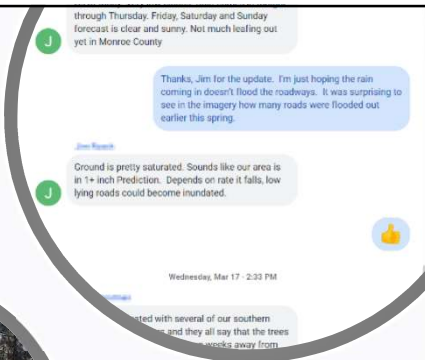 through Thursday. Friday, Saturday and Sunday
forecast is clear and sunny. Not much leafing out
yet in Monroe County
J
Thanks, Jim for the update. I'm just hoping the rain
coming in doesn't flood the roadways. It was surprising to
see in the imagery how many roads were flooded out
earlier this spring.
Ground is pretty saturated. Sounds like our area is
in 1+ inch Prediction. Depends on rate it falls, low
lying roads could become inundated.
J
Wednesday, Mar 17 · 2:33 PM
with several of our southern
and they all say that the trees
weeks away from